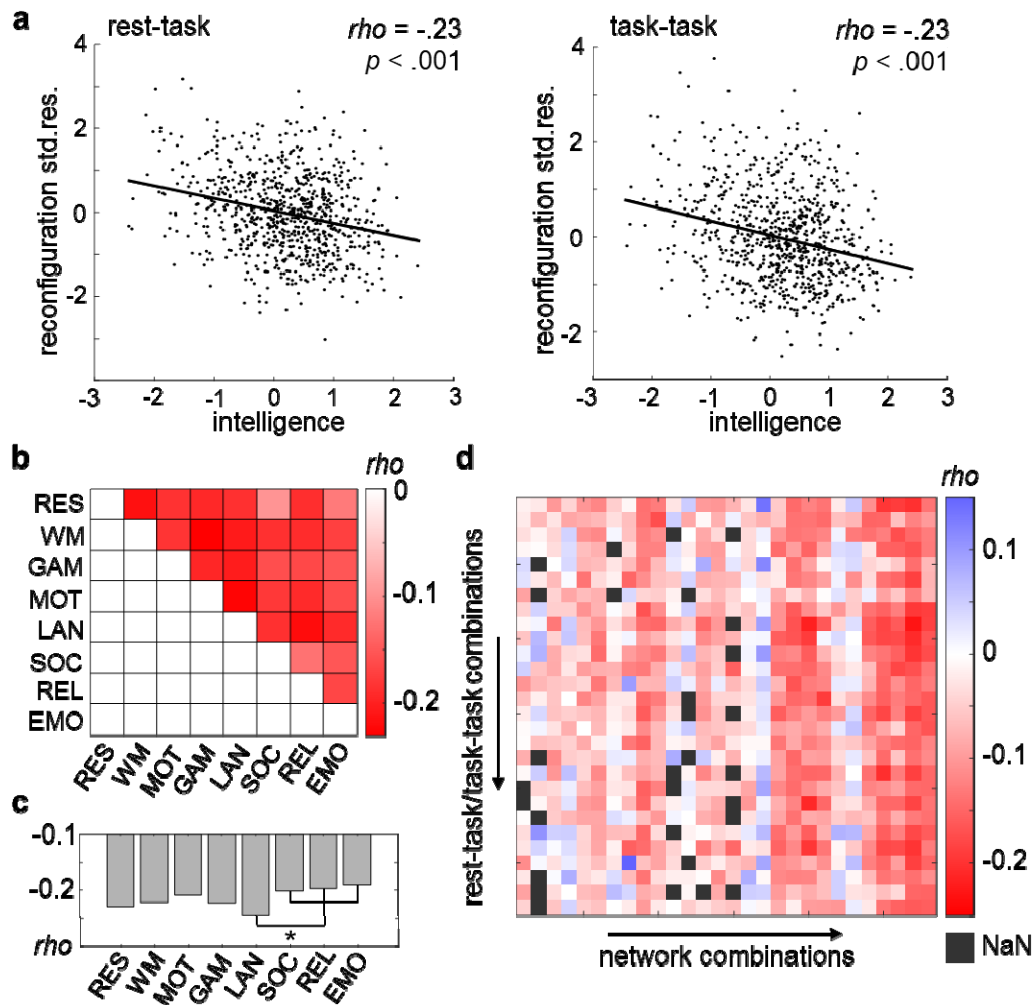 a
rest-task
rho = -.23
p < .001
4
2
0
-2
reconfiguration std.res.
-3
-2
-1
0
1
2
3
intelligence
task-task
rho = -.23
p < .001
4
2
0
-2
reconfiguration std.res.
-3
-2
-1
0
1
2
3
intelligence
b
rho
RES
WM
GAM
MOT
LAN
SOC
REL
EMO
RES
WM
MOT
GAM
LAN
SOC
REL
EMO
0
-0.1
-0.2
c
-0.1
-0.2
rho
*
RES
WM
MOT
GAM
LAN
SOC
REL
EMO
d
rho
rest-task/task-task combinations
network combinations
0.1
0
-0.1
-0.2
NaN